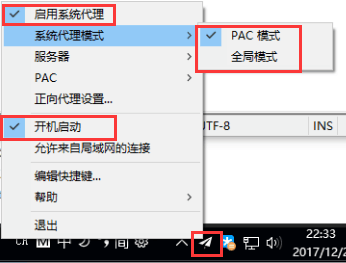 启用系统代理
系统代理模式
PAC 模式
服务器
全局模式
PAC
正向代理设置...
开机启动
UTF-8
INS
允许来自局域网的连接
编辑快捷键...
帮助
退出
CH M 中 简
22:33
2017/12/2